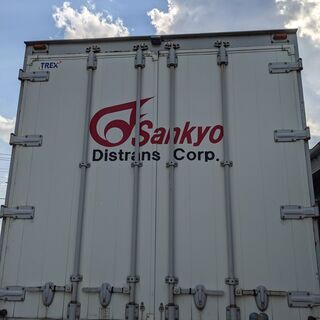 TREX
Sankyo
Distrans Corp.